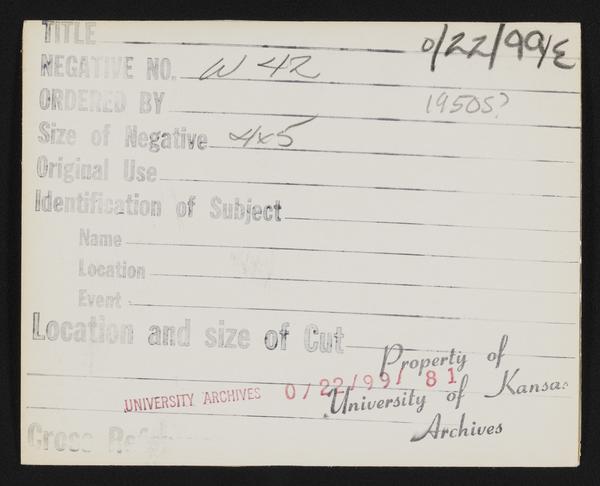 TITLE 0/22/99/E
NEGATIVE NO. W 42
ORDERED BY 1950S?
Size of Negative 4x5
Original Use
Identification of Subject
Name
Location
Event
Location and size of Cut
Property of
UNIVERSITY ARCHIVES 0/22/99/ 81
University of Kansas
Archives
Cross